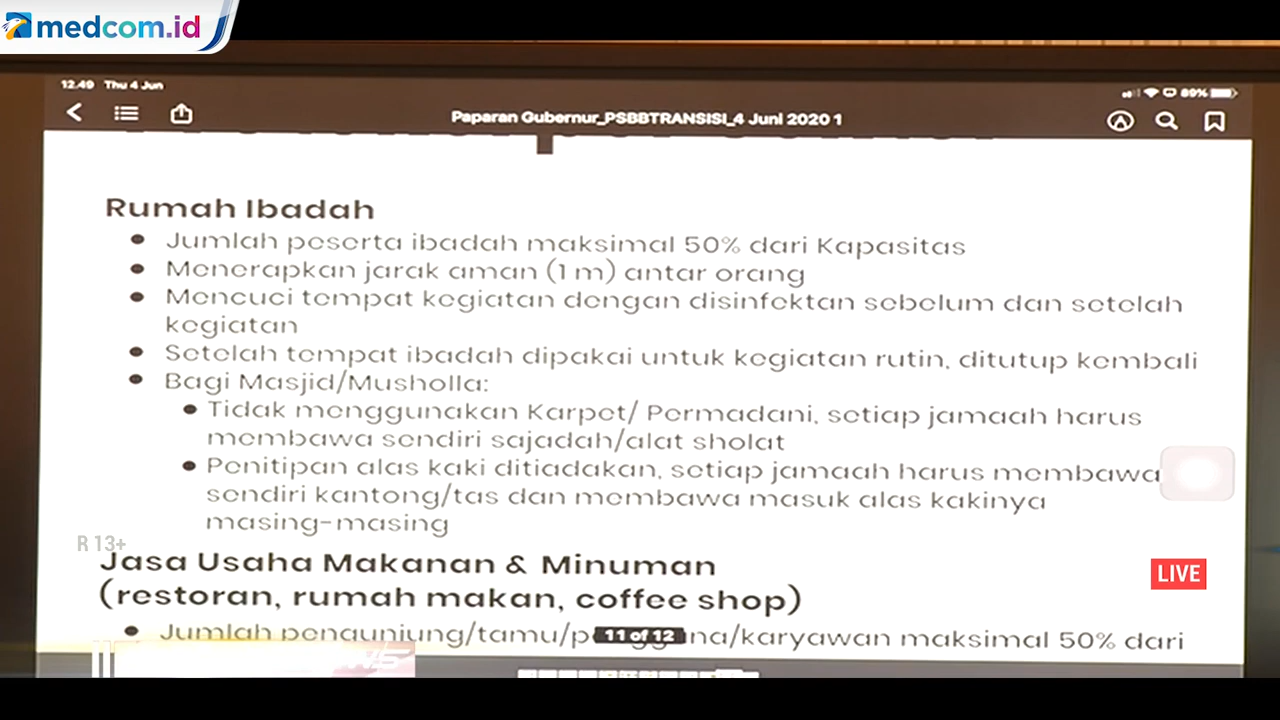 medcom.id
12.49 Thu 4 Jun
89%
Paparan Gubernur_PSBBTRANSISI_4 Juni 2020 1
Rumah Ibadah
Jumlah peserta ibadah maksimal 50% dari Kapasitas
Menerapkan jarak aman (1 m) antar orang
Mencuci tempat kegiatan dengan disinfektan sebelum dan setelah
kegiatan
Setelah tempat ibadah dipakai untuk kegiatan rutin, ditutup kembali
Bagi Masjid/Musholla:
Tidak menggunakan Karpet/ Permadani, setiap jamaah harus
membawa sendiri sajadah/alat sholat
Penitipan alas kaki ditiadakan, setiap jamaah harus membawa
sendiri kantong/tas dan membawa masuk alas kakinya
masing-masing
R 13+
Jasa Usaha Makanan & Minuman
LIVE
(restoran, rumah makan, coffee shop)
Jumlah pengunjung/tamu/ 11 of 12 /karyawan maksimal 50% dari